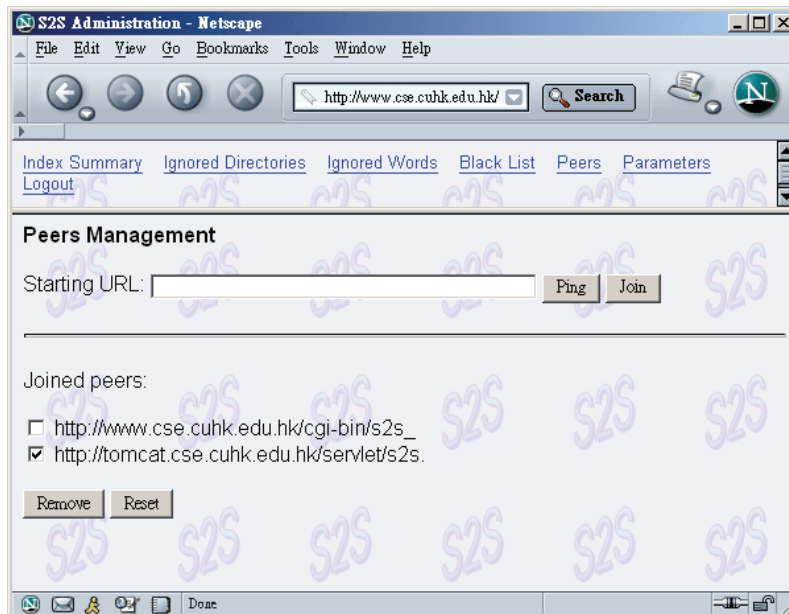 S2S Administration - Netscape
File Edit View Go Bookmarks Tools Window Help
http://www.cse.cuhk.edu.hk/ Search N
Index Summary Ignored Directories Ignored Words Black List Peers Parameters
Logout
Peers Management
Starting URL: Ping Join
Joined peers:
http://www.cse.cuhk.edu.hk/cgi-bin/s2s_
http://tomcat.cse.cuhk.edu.hk/servlet/s2s.
Remove Reset
S2S
Done